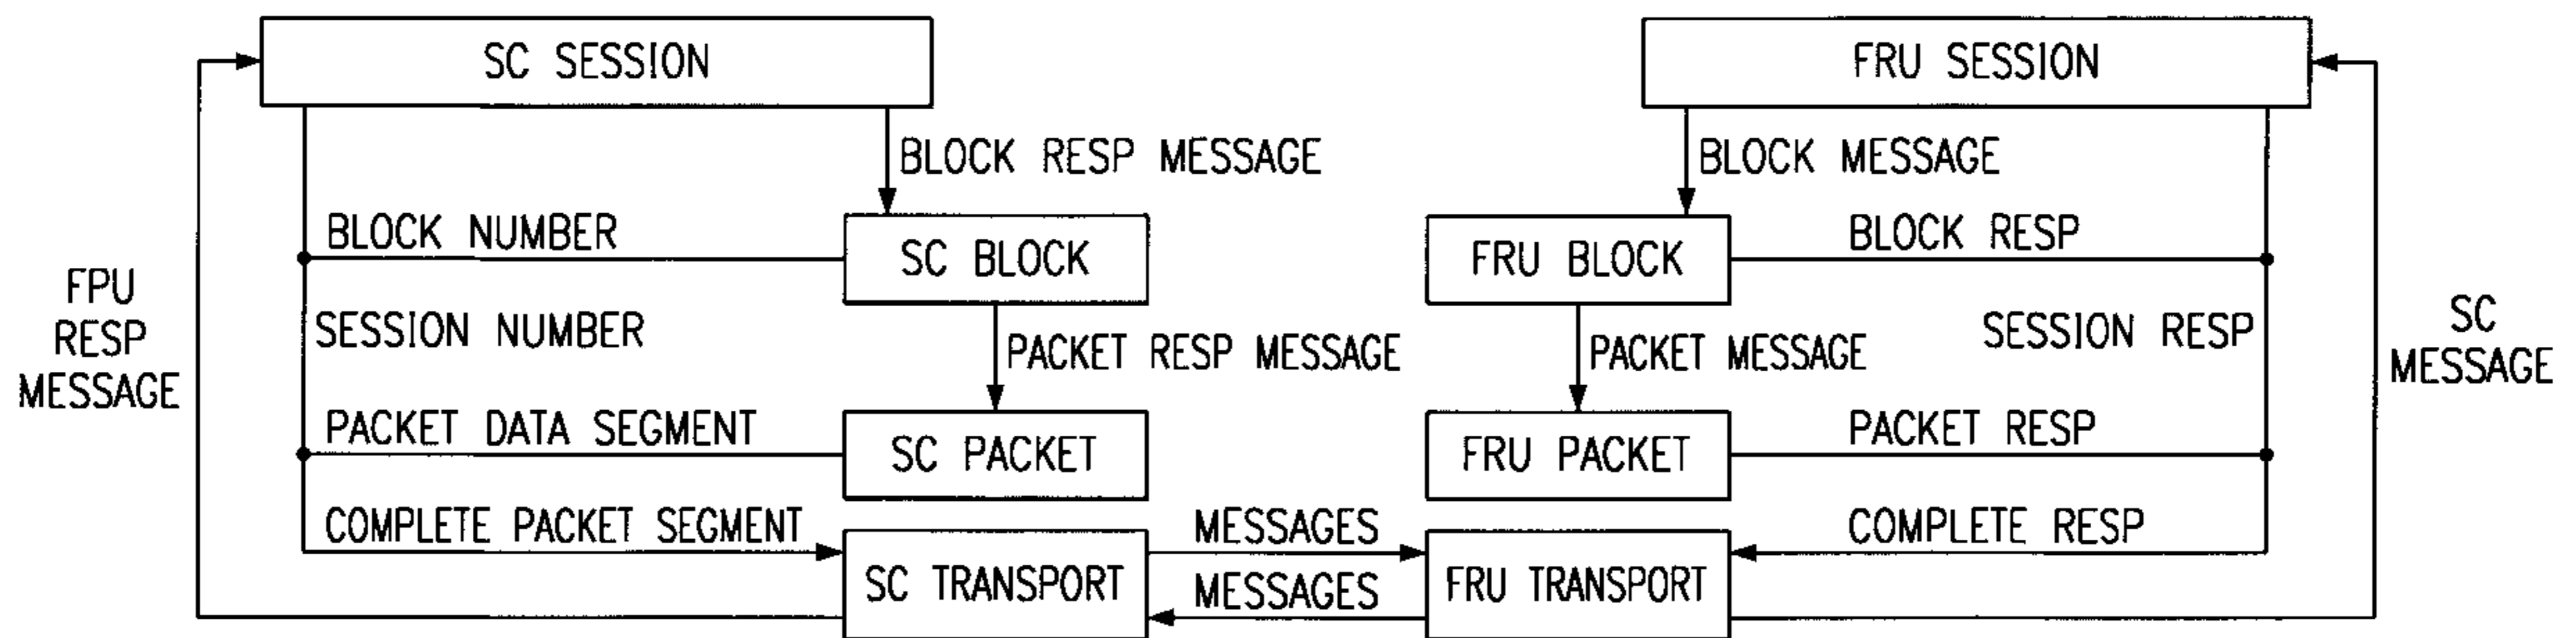 SC SESSION
FRU SESSION
BLOCK RESP MESSAGE
BLOCK MESSAGE
BLOCK NUMBER
SC BLOCK
FRU BLOCK
BLOCK RESP
FPU
RESP
MESSAGE
SESSION NUMBER
PACKET RESP MESSAGE
PACKET MESSAGE
SESSION RESP
SC
MESSAGE
PACKET DATA SEGMENT
SC PACKET
FRU PACKET
PACKET RESP
COMPLETE PACKET SEGMENT
MESSAGES
COMPLETE RESP
SC TRANSPORT
MESSAGES
FRU TRANSPORT